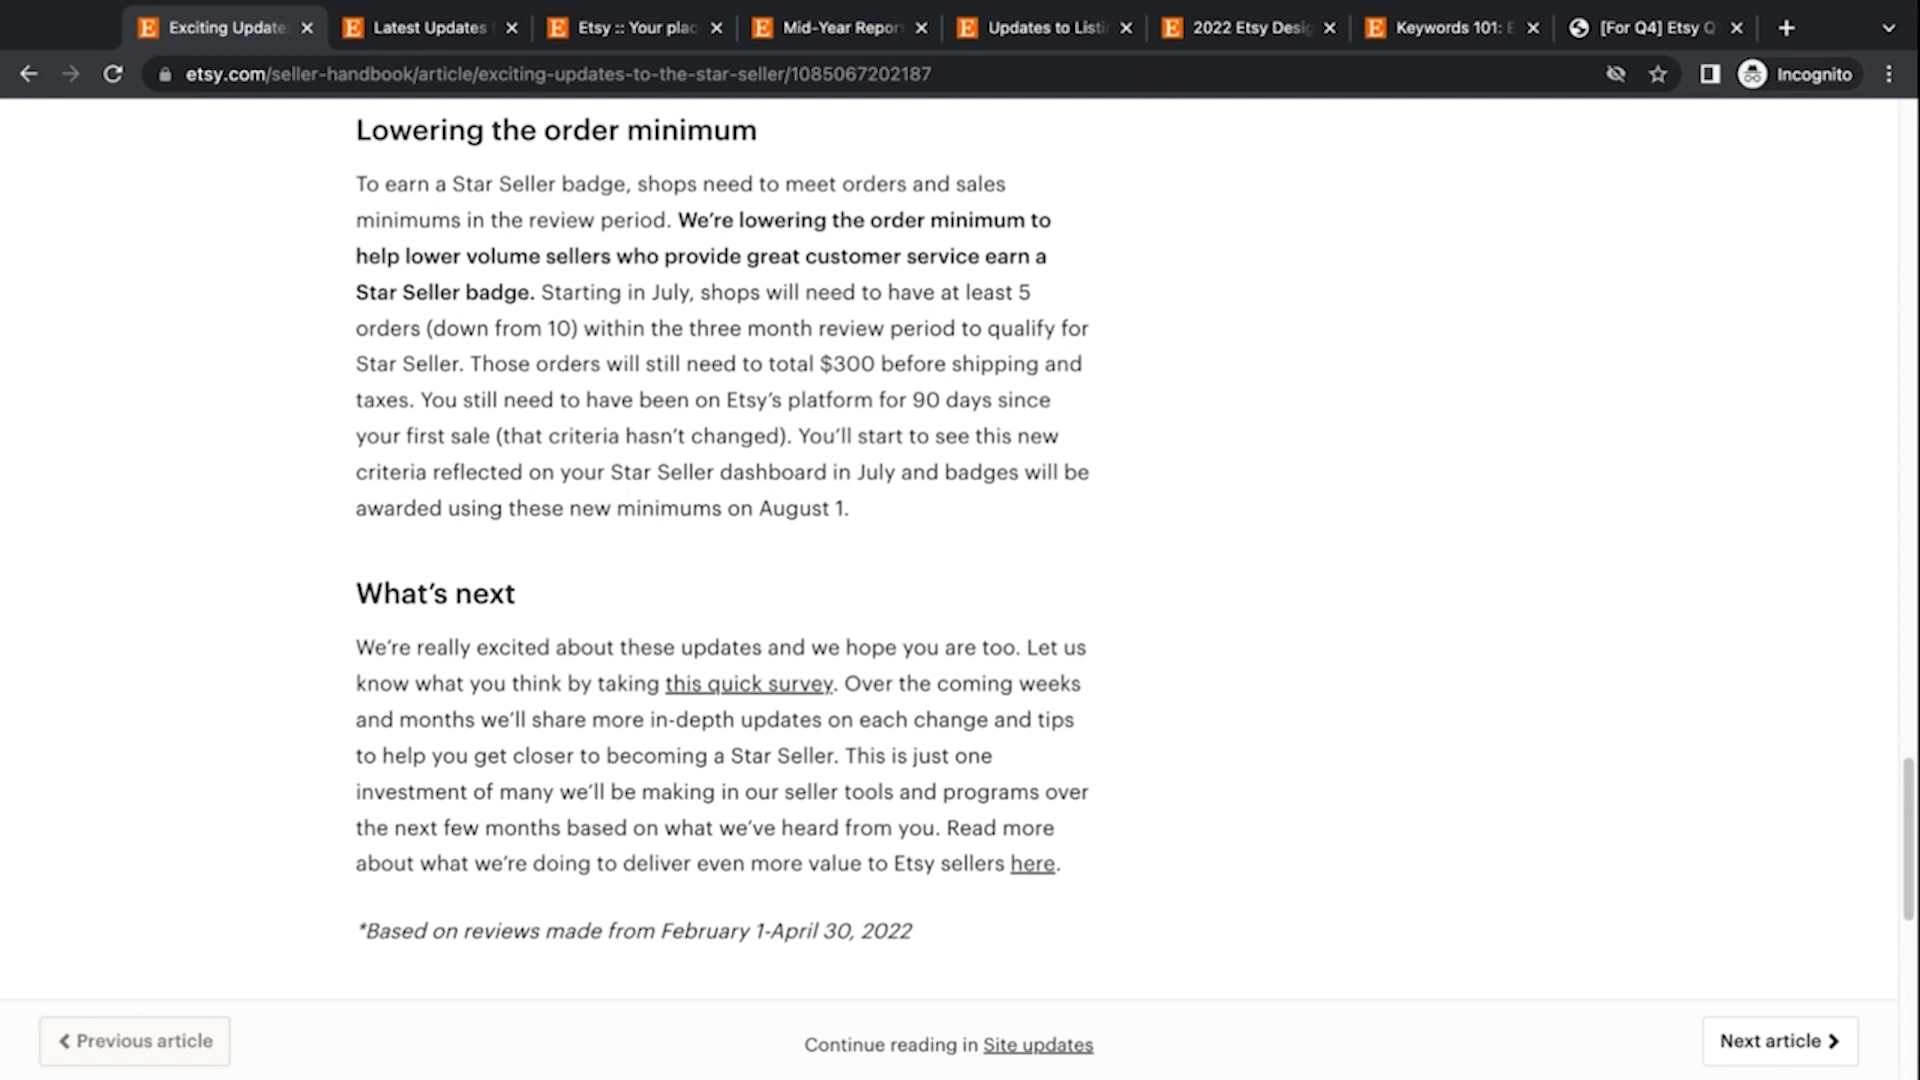 Exciting Update
Latest Updates
Etsy :: Your plac
Mid-Year Repor
Updates to Listi
2022 Etsy Desig
Keywords 101: E
[For Q4] Etsy Q
etsy.com/seller-handbook/article/exciting-updates-to-the-star-seller/1085067202187
Incognito
Lowering the order minimum
To earn a Star Seller badge, shops need to meet orders and sales
minimums in the review period. We’re lowering the order minimum to
help lower volume sellers who provide great customer service earn a
Star Seller badge. Starting in July, shops will need to have at least 5
orders (down from 10) within the three month review period to qualify for
Star Seller. Those orders will still need to total $300 before shipping and
taxes. You still need to have been on Etsy’s platform for 90 days since
your first sale (that criteria hasn’t changed). You’ll start to see this new
criteria reflected on your Star Seller dashboard in July and badges will be
awarded using these new minimums on August 1.
What’s next
We’re really excited about these updates and we hope you are too. Let us
know what you think by taking this quick survey. Over the coming weeks
and months we’ll share more in-depth updates on each change and tips
to help you get closer to becoming a Star Seller. This is just one
investment of many we’ll be making in our seller tools and programs over
the next few months based on what we’ve heard from you. Read more
about what we’re doing to deliver even more value to Etsy sellers here.
*Based on reviews made from February 1-April 30, 2022
Previous article
Continue reading in Site updates
Next article